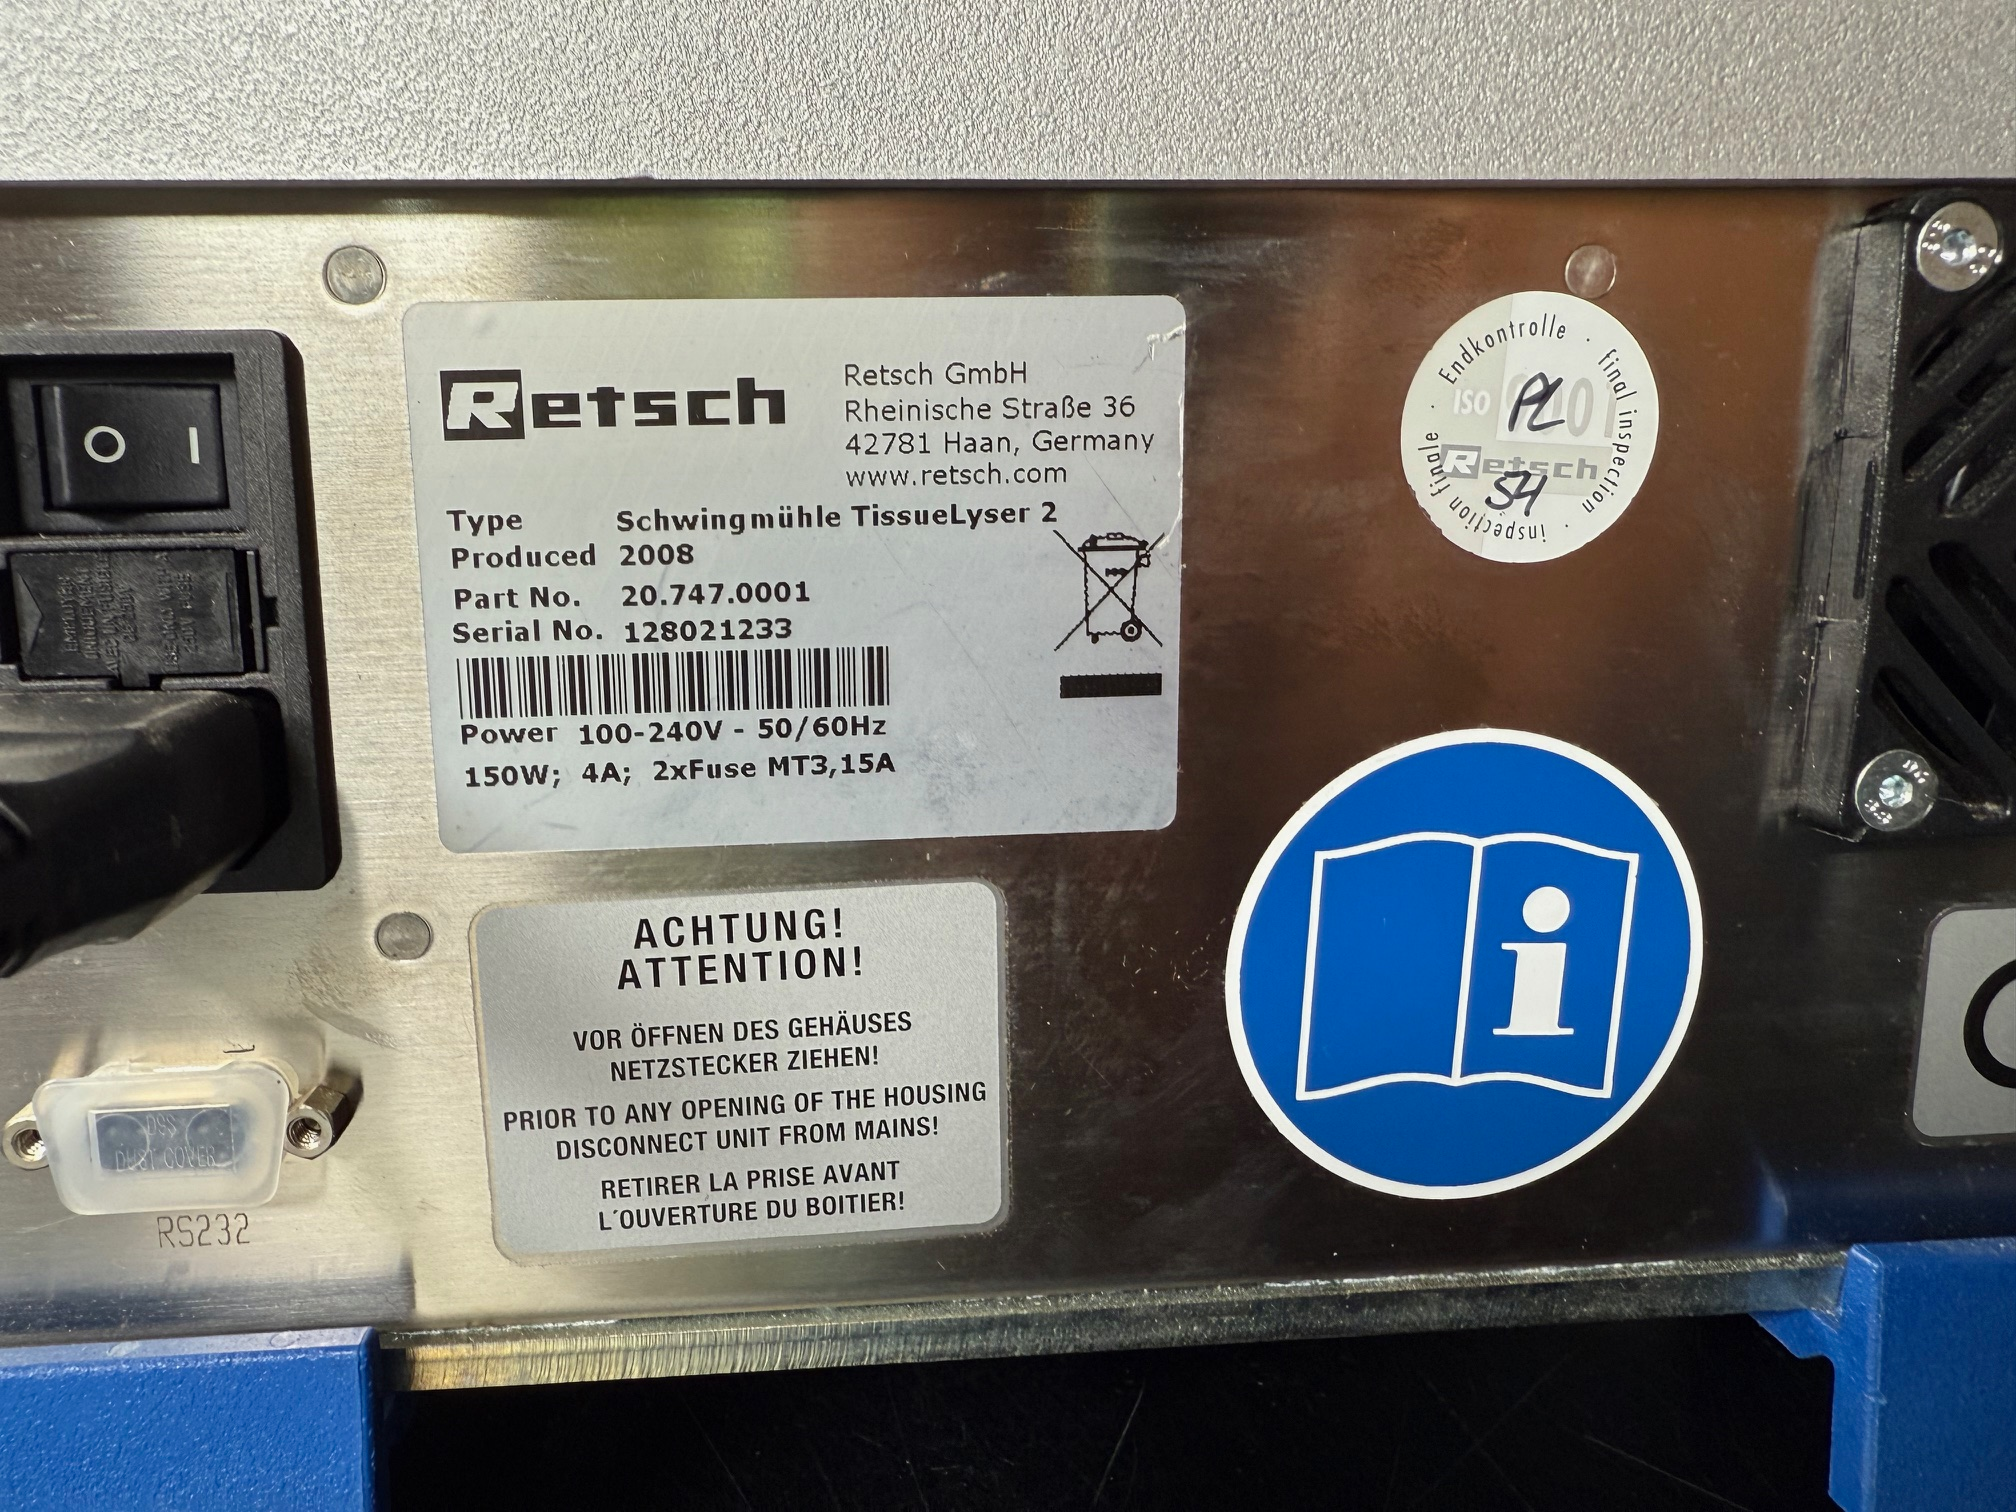 Retsch
Retsch GmbH
Rheinische Straße 36
42781 Haan, Germany
www.retsch.com
Type Schwingmühle TissueLyser 2
Produced 2008
Part No. 20.747.0001
Serial No. 128021233
Power 100-240V - 50/60Hz
150W; 4A; 2xFuse MT3,15A
Endkontrolle · final inspection · inspection finale ·
ISO 9001
PL
Retsch
54
O I
ACHTUNG!
ATTENTION!
VOR ÖFFNEN DES GEHÄUSES
NETZSTECKER ZIEHEN!
PRIOR TO ANY OPENING OF THE HOUSING
DISCONNECT UNIT FROM MAINS!
RETIRER LA PRISE AVANT
L´OUVERTURE DU BOITIER!
i
DUST COVER
RS232